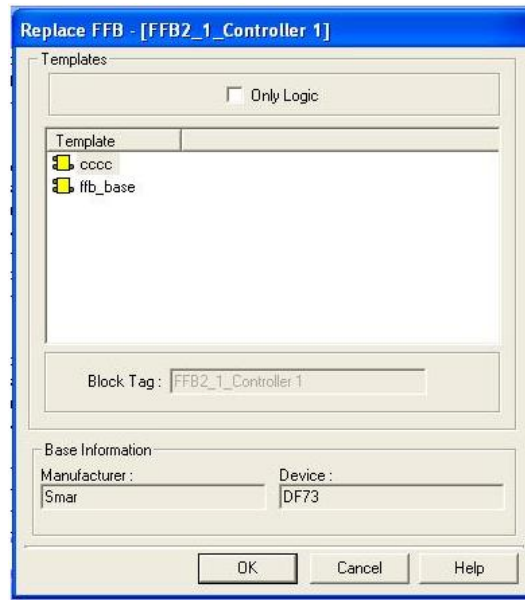 Replace FFB - [FFB2_1_Controller 1]
Templates
Only Logic
Template
cccc
ffb_base
Block Tag : FFB2_1_Controller 1
Base Information
Manufacturer : Device :
Smar DF73
OK Cancel Help